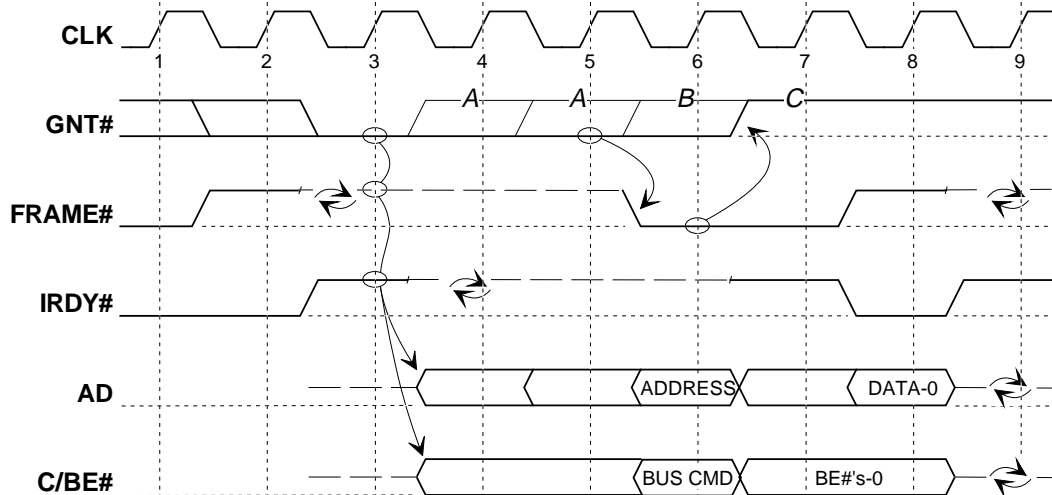 CLK
1 2 3 4 5 6 7 8 9
GNT#
A A B C
FRAME#
IRDY#
AD
ADDRESS DATA-0
C/BE#
BUS CMD BE#'s-0